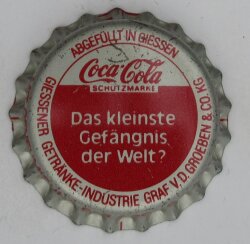 ABGEFÜLLT IN GIESSEN
Coca-Cola
SCHUTZMARKE
Das kleinste
Gefängnis
der Welt?
GIESSENER GETRÄNKE-INDUSTRIE GRAF V.D. GROEBEN & CO KG